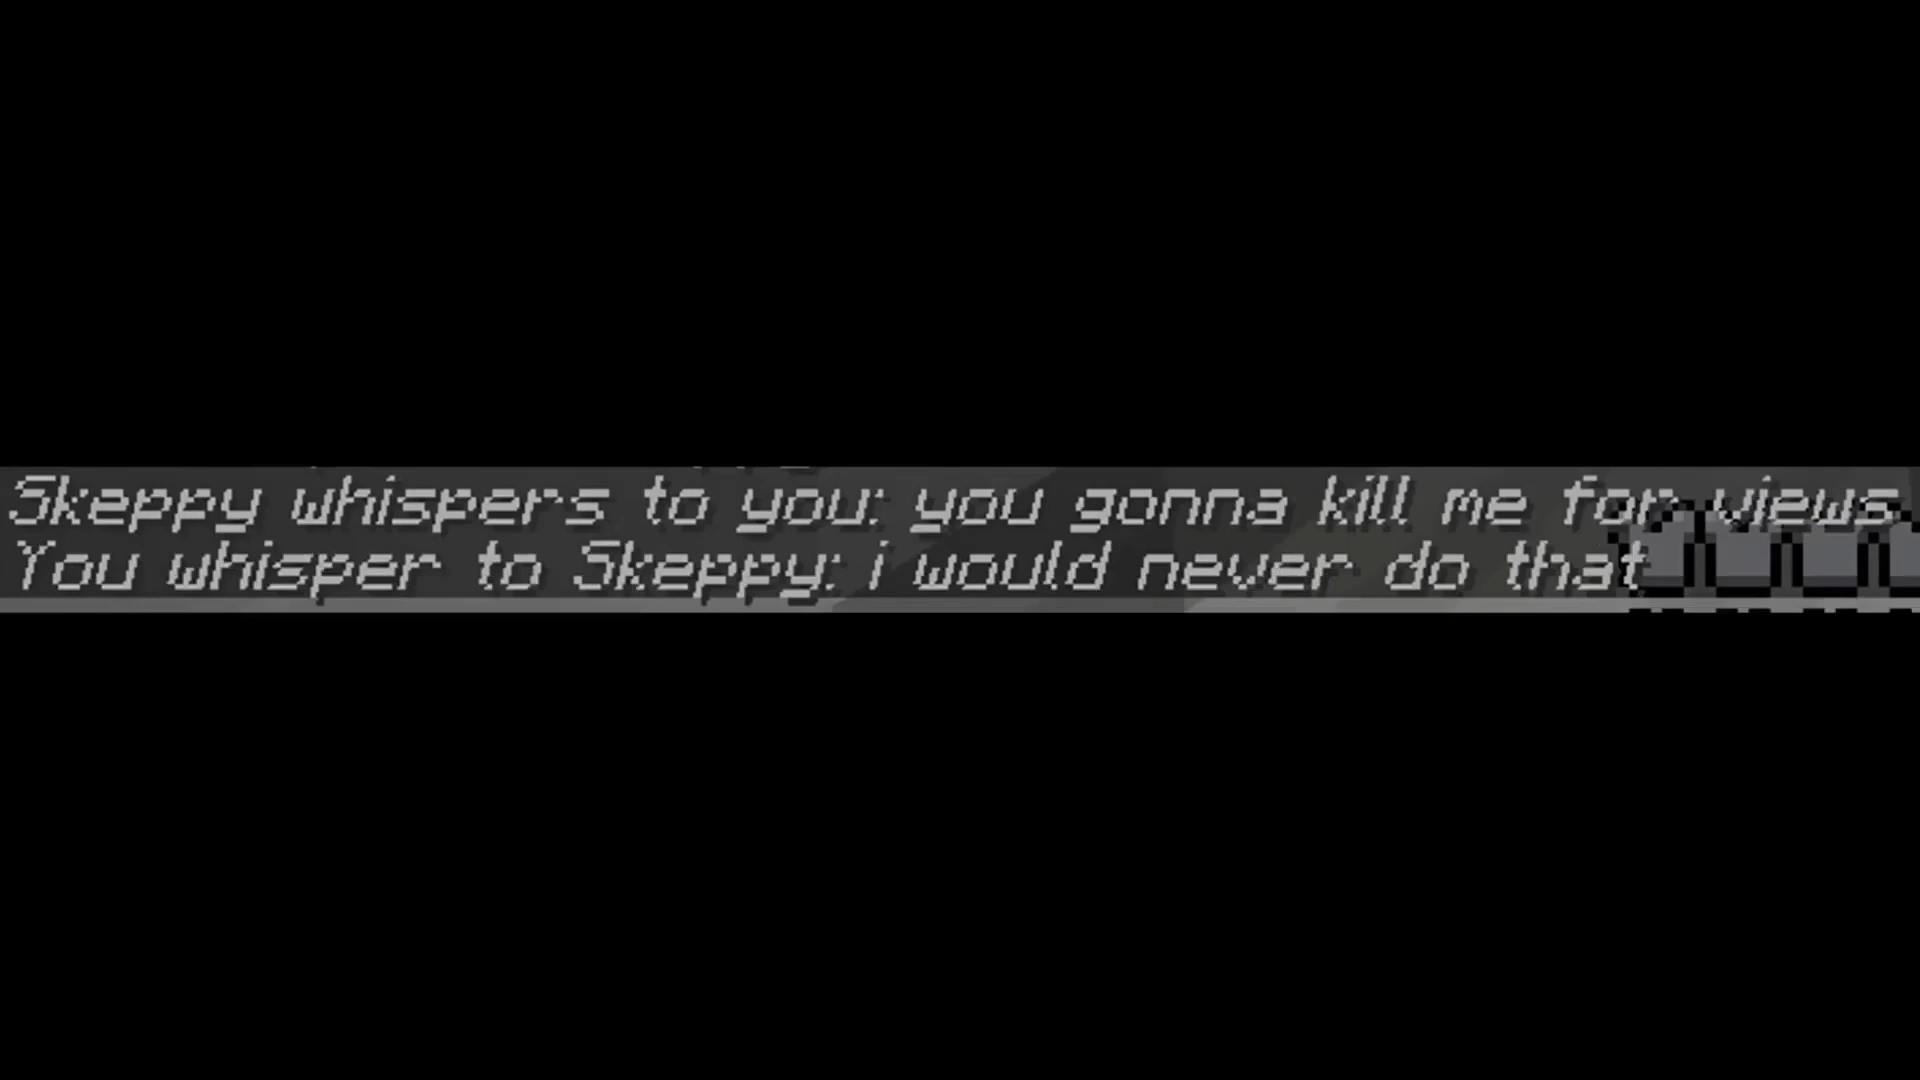 Skeppy whispers to you: you gonna kill me for views
You whisper to Skeppy: i would never do that